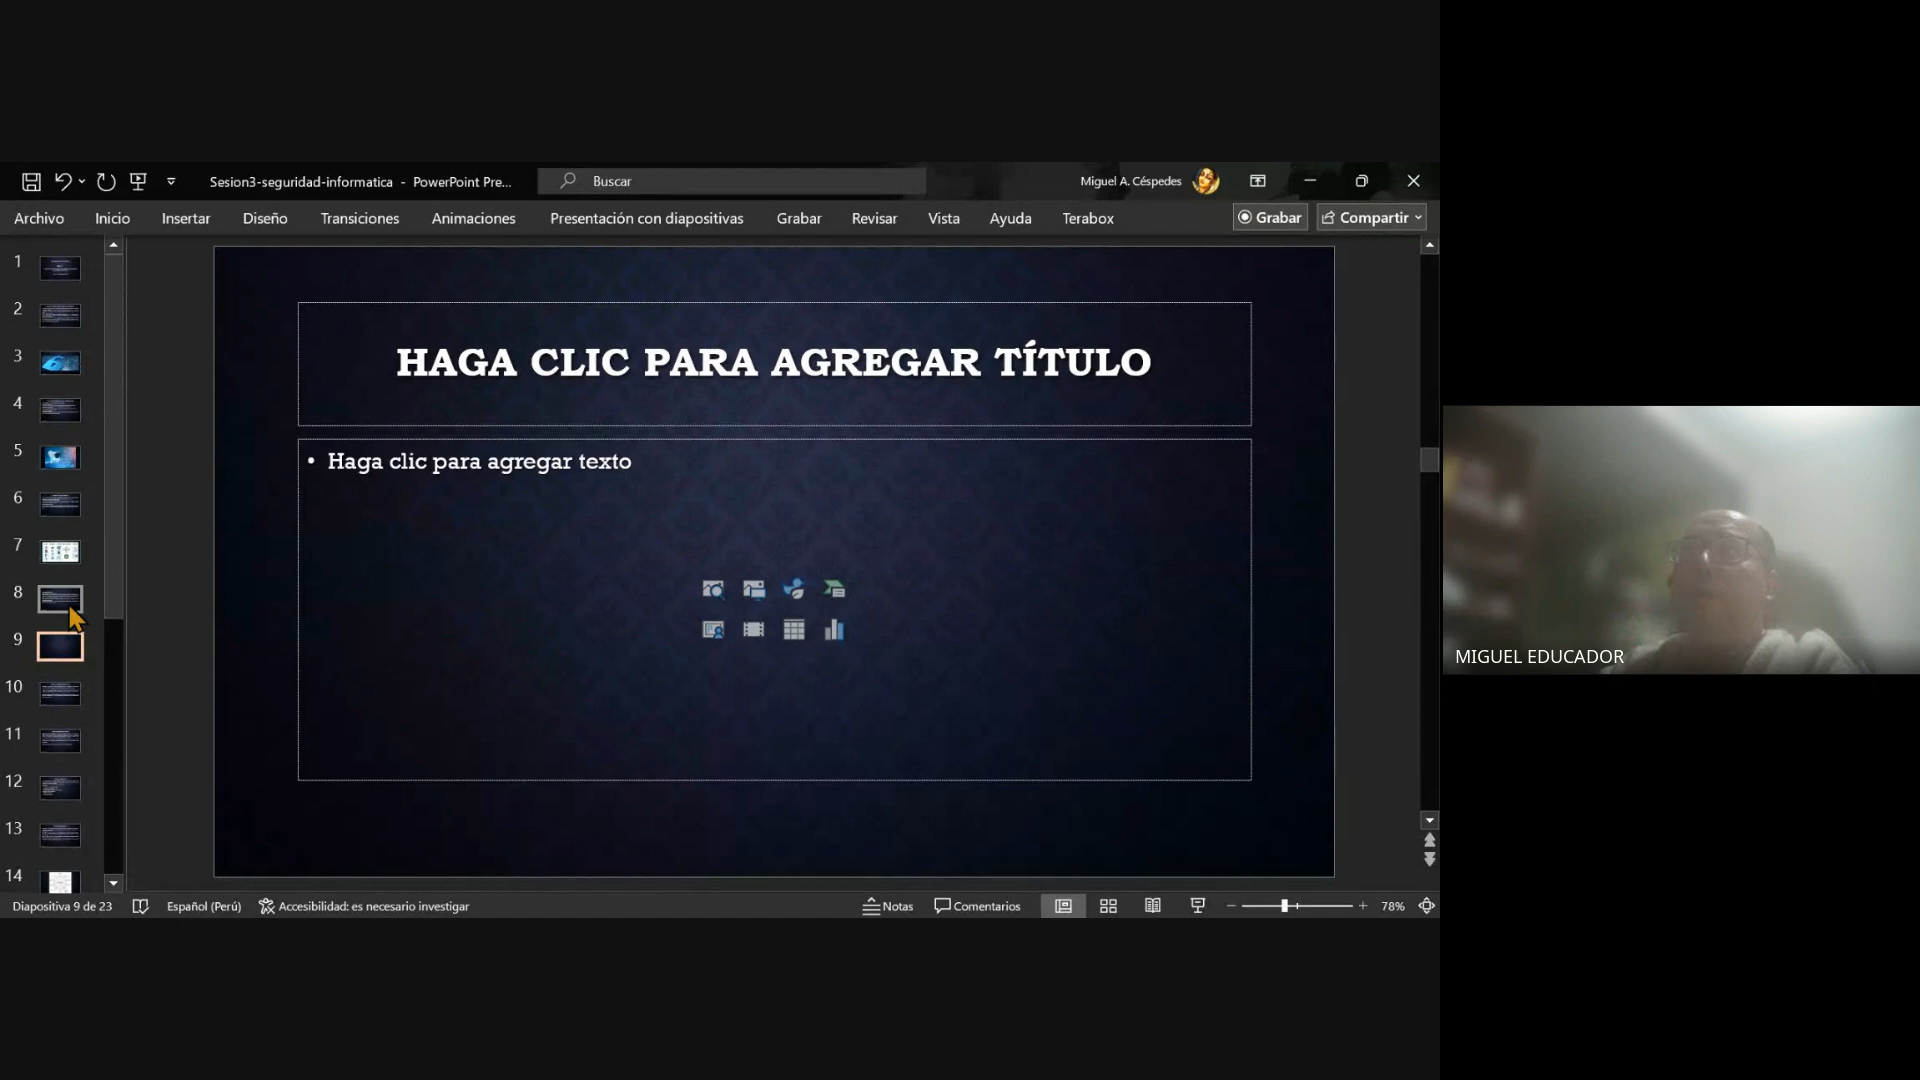 Sesion3-seguridad-informatica - PowerPoint Pre...
Buscar
Miguel A. Céspedes
Archivo
Inicio
Insertar
Diseño
Transiciones
Animaciones
Presentación con diapositivas
Grabar
Revisar
Vista
Ayuda
Terabox
Grabar
Compartir
1
2
3
4
5
6
7
8
9
10
11
12
13
14
HAGA CLIC PARA AGREGAR TÍTULO
• Haga clic para agregar texto
MIGUEL EDUCADOR
Diapositiva 9 de 23
Español (Perú)
Accesibilidad: es necesario investigar
Notas
Comentarios
78%